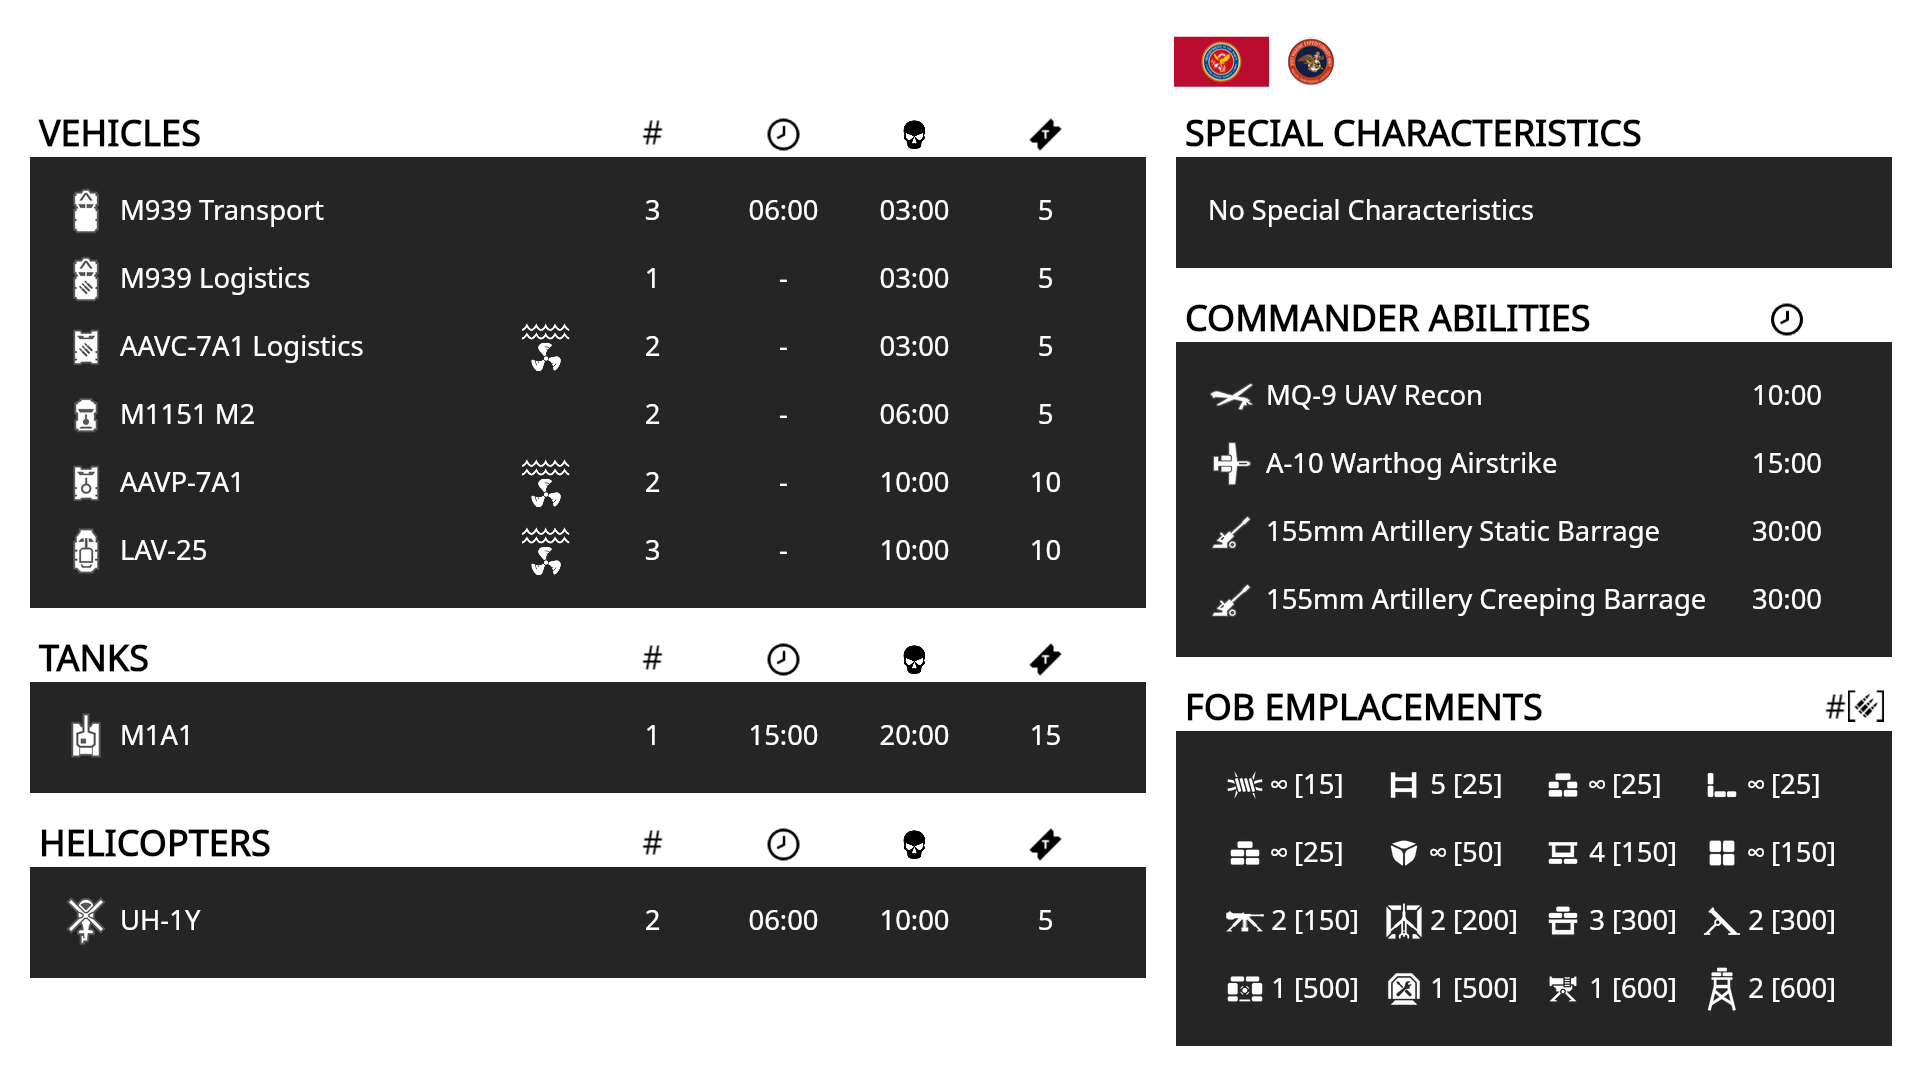 VEHICLES #
M939 Transport 3 06:00 03:00 5
M939 Logistics 1 - 03:00 5
AAVC-7A1 Logistics 2 - 03:00 5
M1151 M2 2 - 06:00 5
AAVP-7A1 2 - 10:00 10
LAV-25 3 - 10:00 10
TANKS #
M1A1 1 15:00 20:00 15
HELICOPTERS #
UH-1Y 2 06:00 10:00 5
SPECIAL CHARACTERISTICS
No Special Characteristics
COMMANDER ABILITIES
MQ-9 UAV Recon 10:00
A-10 Warthog Airstrike 15:00
155mm Artillery Static Barrage 30:00
155mm Artillery Creeping Barrage 30:00
FOB EMPLACEMENTS #[]
∞ [15] 5 [25] ∞ [25] ∞ [25]
∞ [25] ∞ [50] 4 [150] ∞ [150]
2 [150] 2 [200] 3 [300] 2 [300]
1 [500] 1 [500] 1 [600] 2 [600]